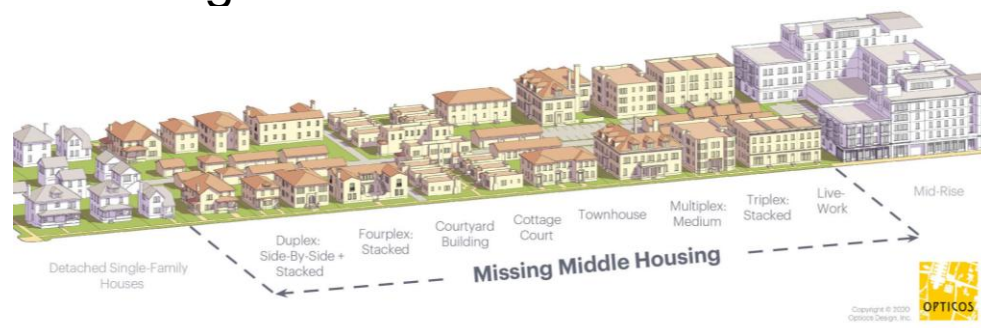 Duplex:
Side-By-Side +
Stacked
Fourplex:
Stacked
Courtyard
Building
Cottage
Court
Townhouse
Multiplex:
Medium
Triplex:
Stacked
Live-
Work
Mid-Rise
Detached Single-Family
Houses
Missing Middle Housing
Copyright © 2020
Opticos Design, Inc.
OPTICOS